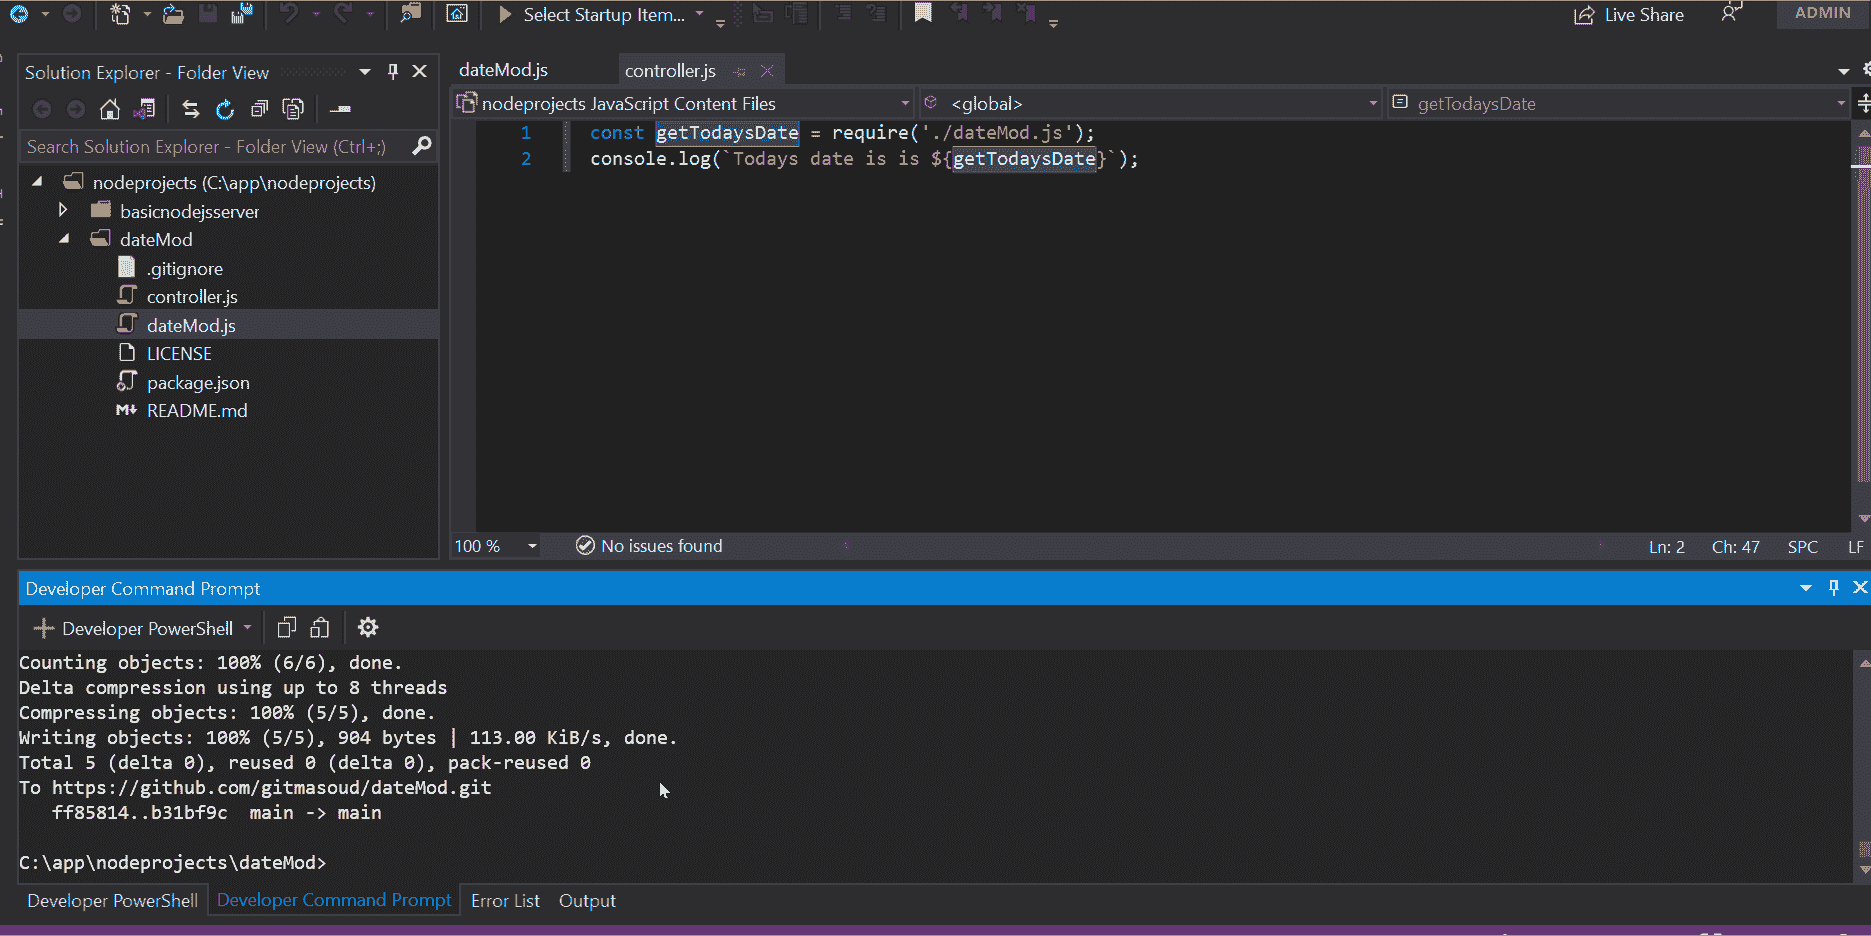 Select Startup Item...
Live Share
ADMIN
Solution Explorer - Folder View
dateMod.js
controller.js
nodeprojects JavaScript Content Files
<global>
getTodaysDate
Search Solution Explorer - Folder View (Ctrl+;)
1 const getTodaysDate = require('./dateMod.js');
2 console.log(`Todays date is is ${getTodaysDate}`);
nodeprojects (C:\app\nodeprojects)
basicnodejsserver
dateMod
.gitignore
controller.js
dateMod.js
LICENSE
package.json
README.md
100 %
No issues found
Ln: 2
Ch: 47
SPC
LF
Developer Command Prompt
Developer PowerShell
Counting objects: 100% (6/6), done.
Delta compression using up to 8 threads
Compressing objects: 100% (5/5), done.
Writing objects: 100% (5/5), 904 bytes | 113.00 KiB/s, done.
Total 5 (delta 0), reused 0 (delta 0), pack-reused 0
To https://github.com/gitmasoud/dateMod.git
ff85814..b31bf9c  main -> main
C:\app\nodeprojects\dateMod>
Developer PowerShell
Developer Command Prompt
Error List
Output